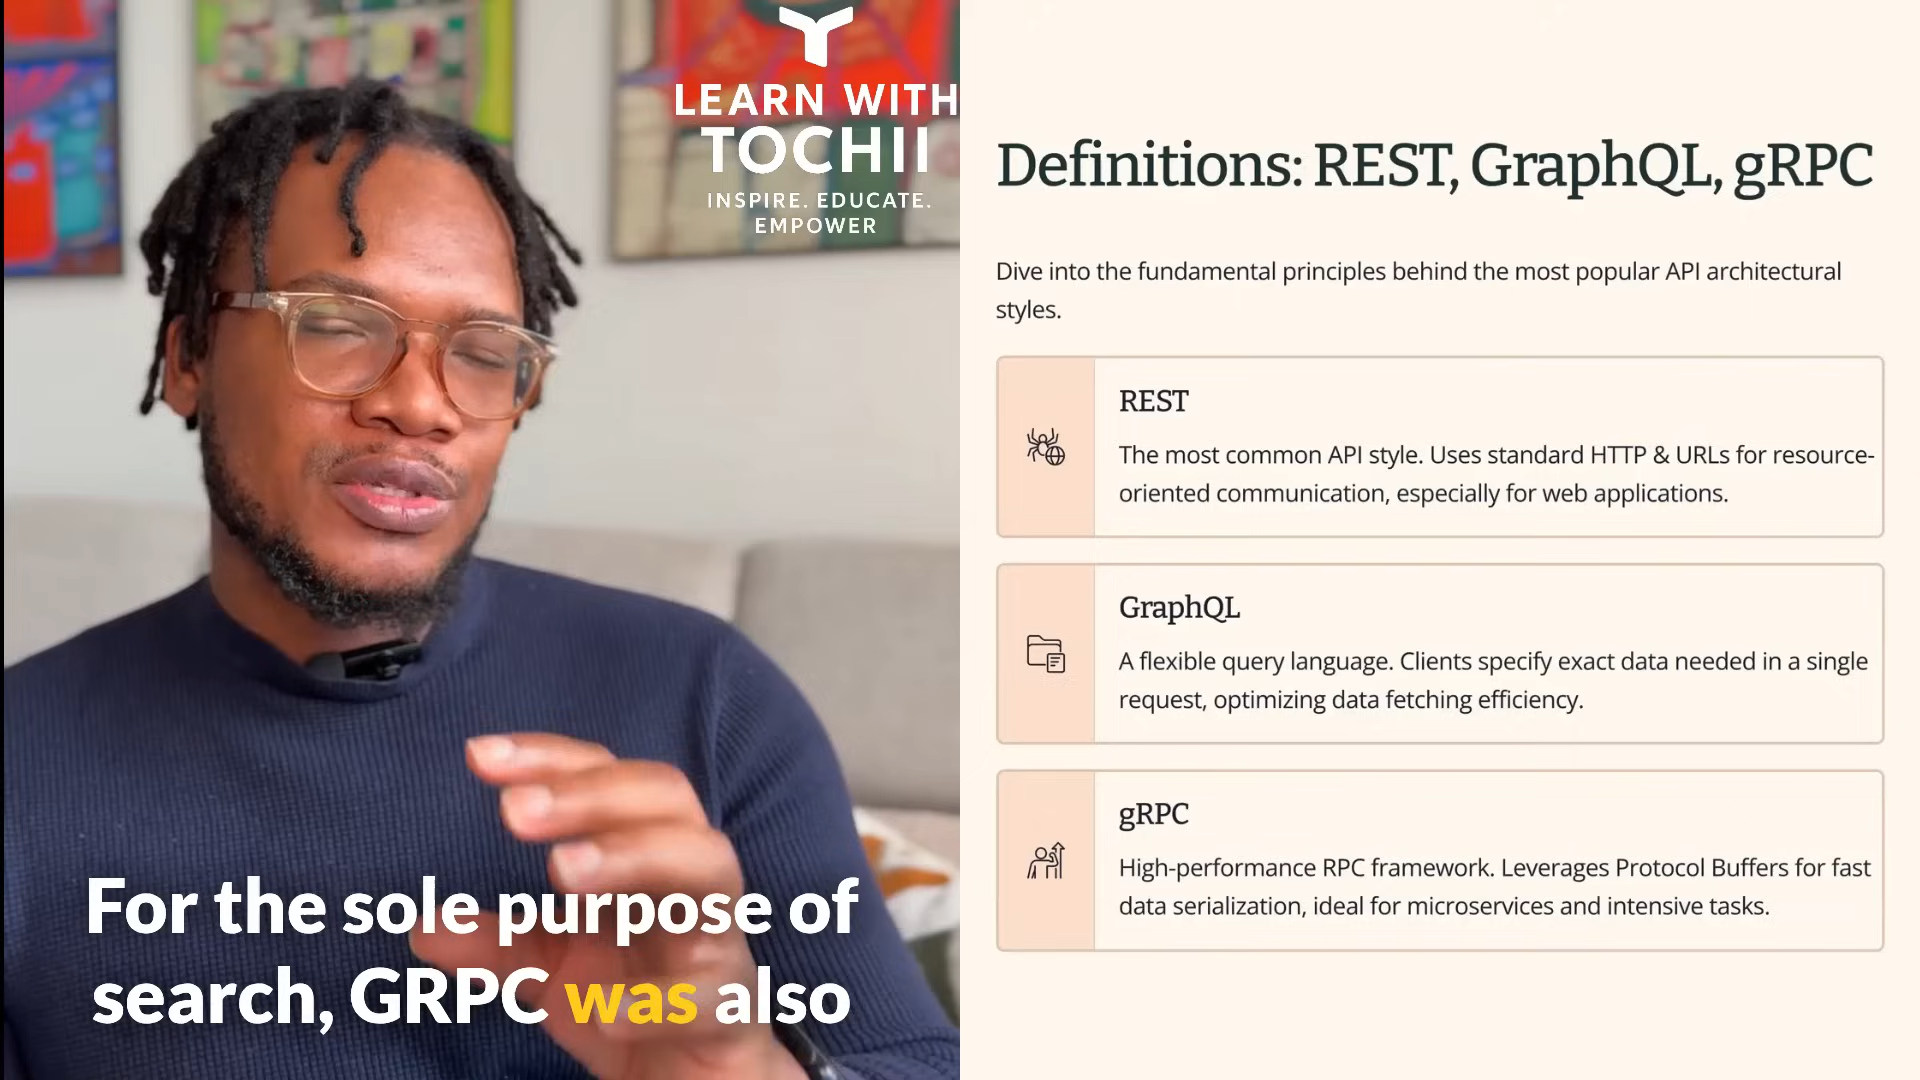 LEARN WITH
TOCHII
INSPIRE. EDUCATE.
EMPOWER
For the sole purpose of
search, GRPC was also
Definitions: REST, GraphQL, gRPC
Dive into the fundamental principles behind the most popular API architectural
styles.
REST
The most common API style. Uses standard HTTP & URLs for resource-
oriented communication, especially for web applications.
GraphQL
A flexible query language. Clients specify exact data needed in a single
request, optimizing data fetching efficiency.
gRPC
High-performance RPC framework. Leverages Protocol Buffers for fast
data serialization, ideal for microservices and intensive tasks.